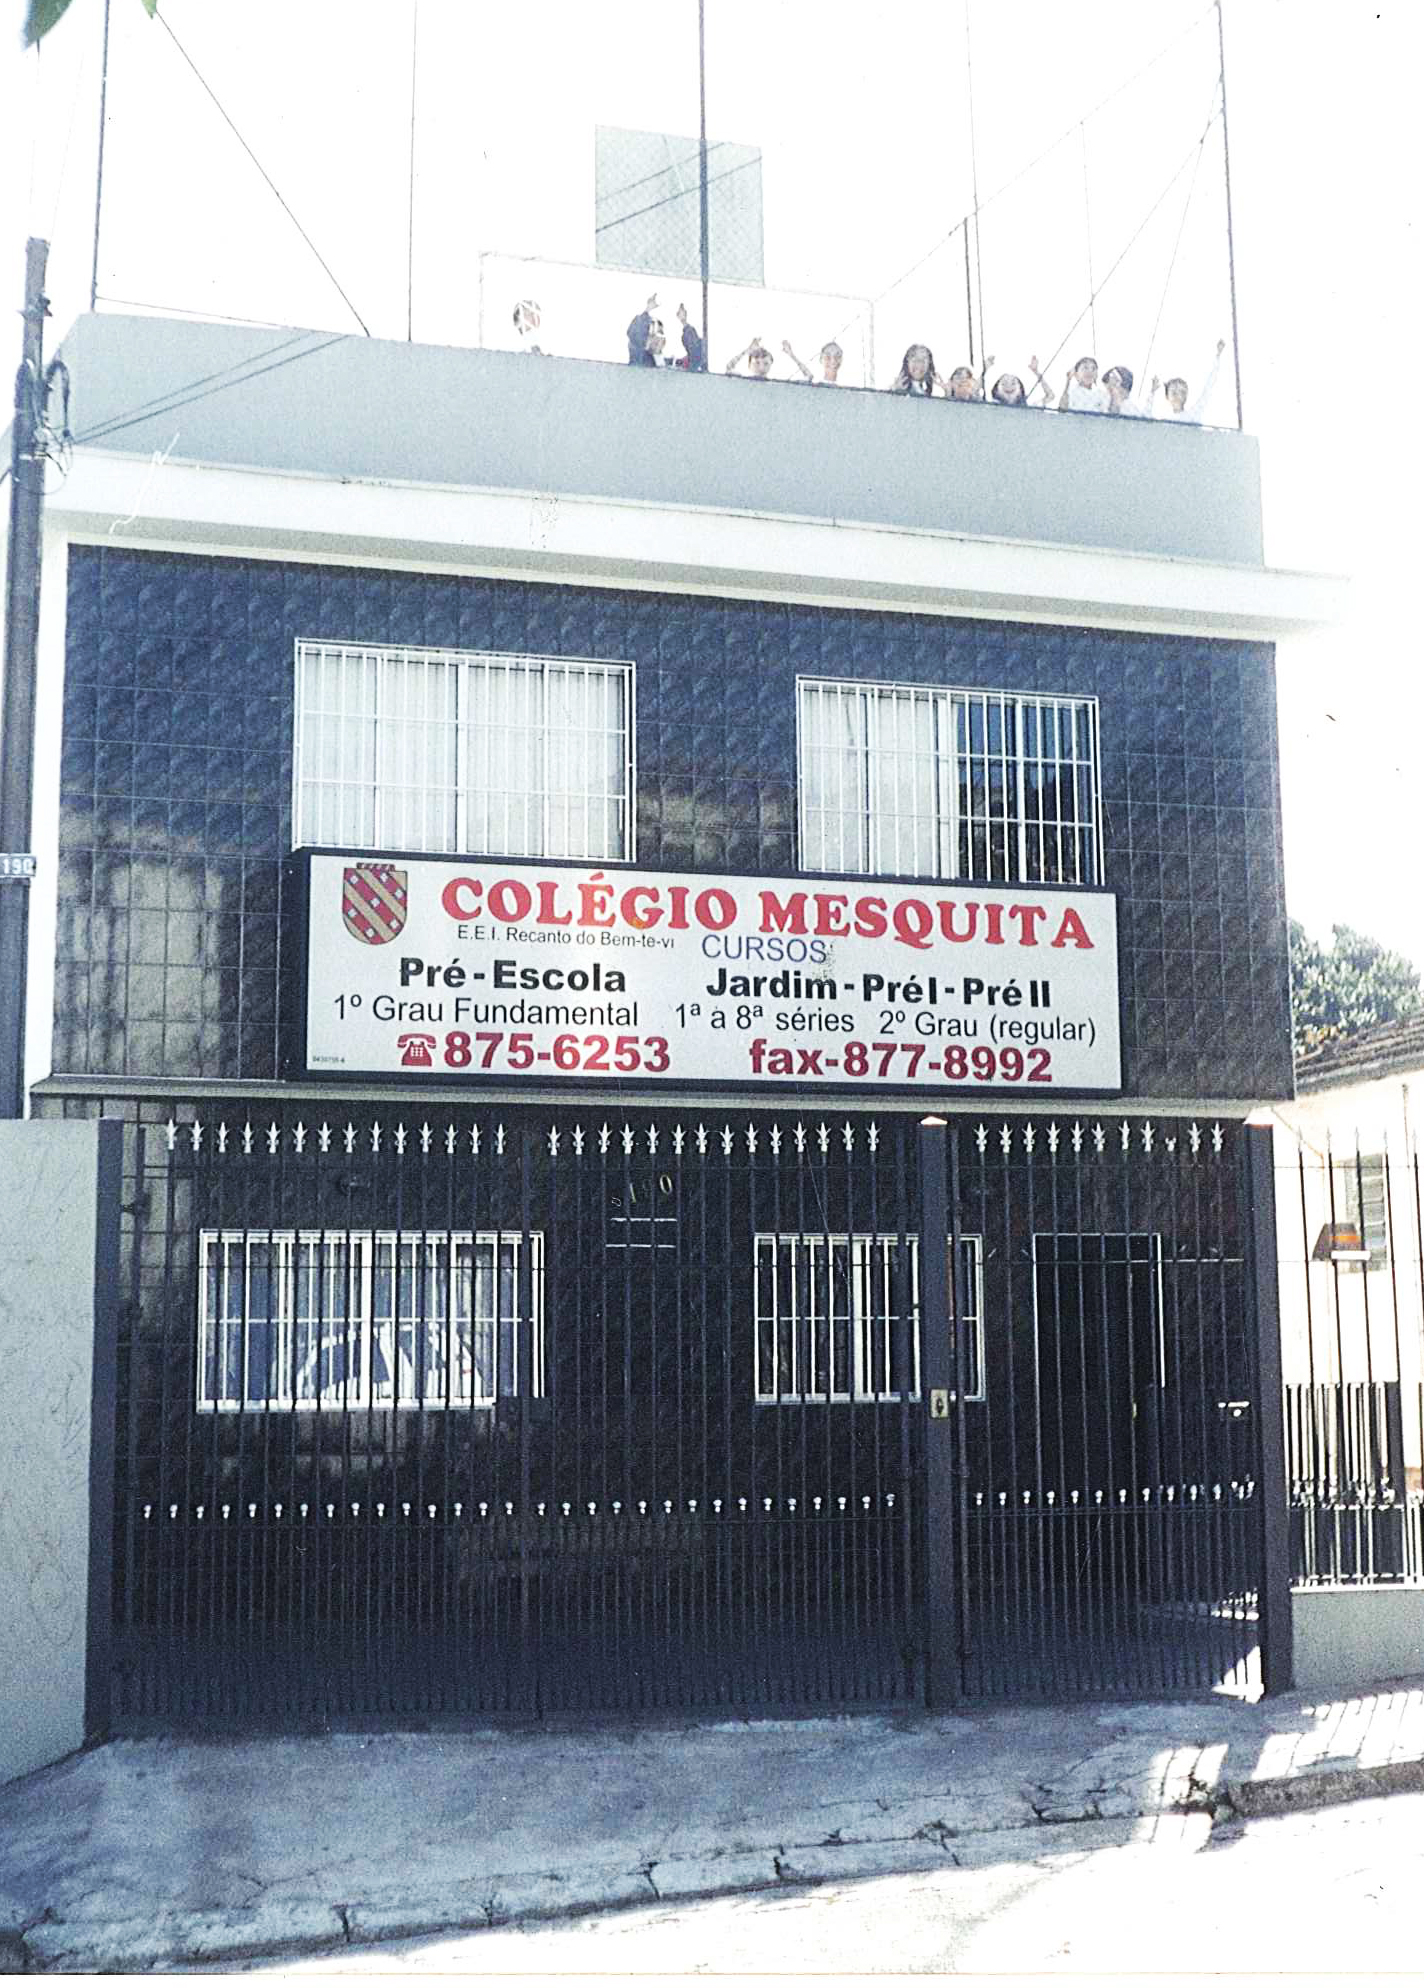 190
COLÉGIO MESQUITA
E.E.I. Recanto do Bem-te-vi
CURSOS
Pré-Escola
Jardim-Pré I-Pré II
1º Grau Fundamental
1ª à 8ª séries 2º Grau (regular)
875-6253
fax-877-8992
190